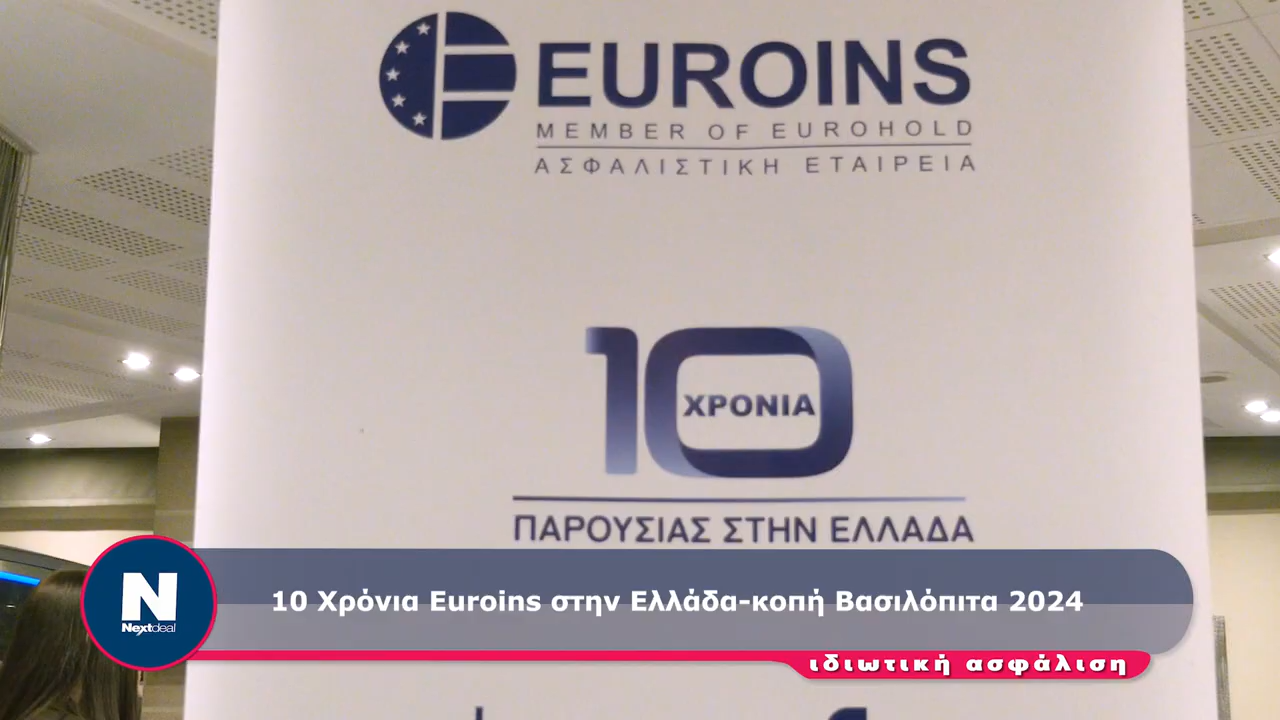 EUROINS
MEMBER OF EUROHOLD
ΑΣΦΑΛΙΣΤΙΚΗ ΕΤΑΙΡΕΙΑ
10
ΧΡΟΝΙΑ
ΠΑΡΟΥΣΙΑΣ ΣΤΗΝ ΕΛΛΑΔΑ
N
Nextdeal
10 Χρόνια Euroins στην Ελλάδα-κοπή Βασιλόπιτα 2024
ιδιωτική ασφάλιση